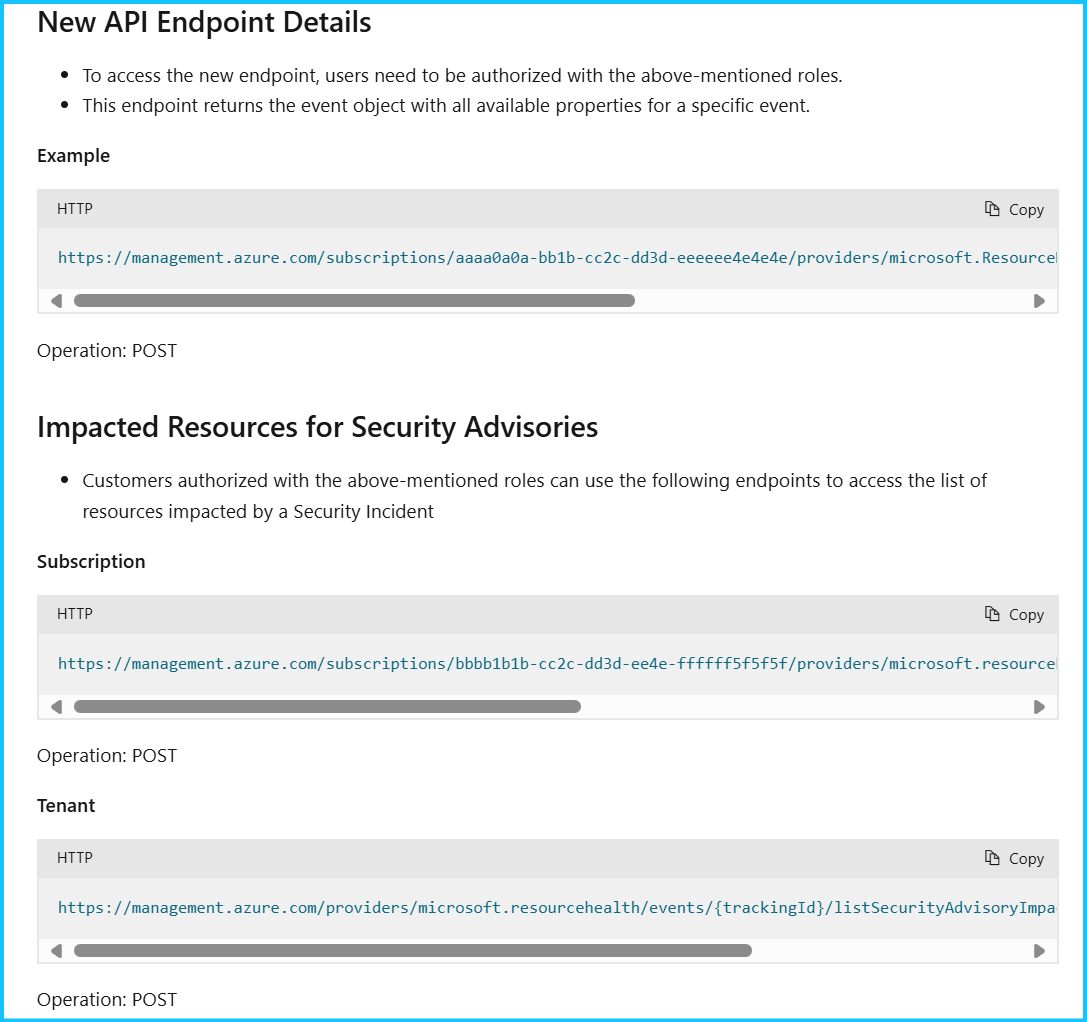 New API Endpoint Details
• To access the new endpoint, users need to be authorized with the above-mentioned roles.
• This endpoint returns the event object with all available properties for a specific event.
Example
HTTP Copy
https://management.azure.com/subscriptions/aaaa0a0a-bb1b-cc2c-dd3d-eeeeee4e4e4e/providers/microsoft.Resource
Operation: POST
Impacted Resources for Security Advisories
• Customers authorized with the above-mentioned roles can use the following endpoints to access the list of
resources impacted by a Security Incident
Subscription
HTTP Copy
https://management.azure.com/subscriptions/bbbb1b1b-cc2c-dd3d-ee4e-ffffff5f5f5f/providers/microsoft.resource
Operation: POST
Tenant
HTTP Copy
https://management.azure.com/providers/microsoft.resourcehealth/events/{trackingId}/listSecurityAdvisoryImpa
Operation: POST